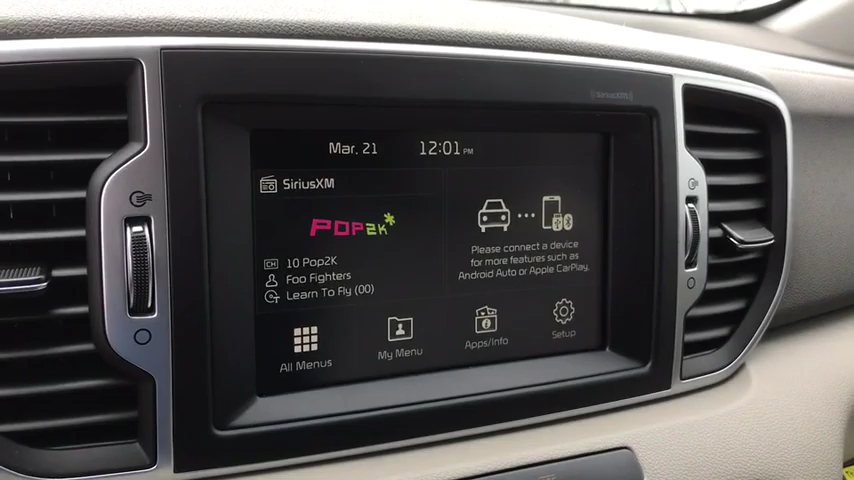 SiriusXM
Mar. 21
12:01 PM
SiriusXM
POP2K*
CH 10 Pop2K
Foo Fighters
Learn To Fly (00)
Please connect a device
for more features such as
Android Auto or Apple CarPlay.
All Menus
My Menu
Apps/Info
Setup